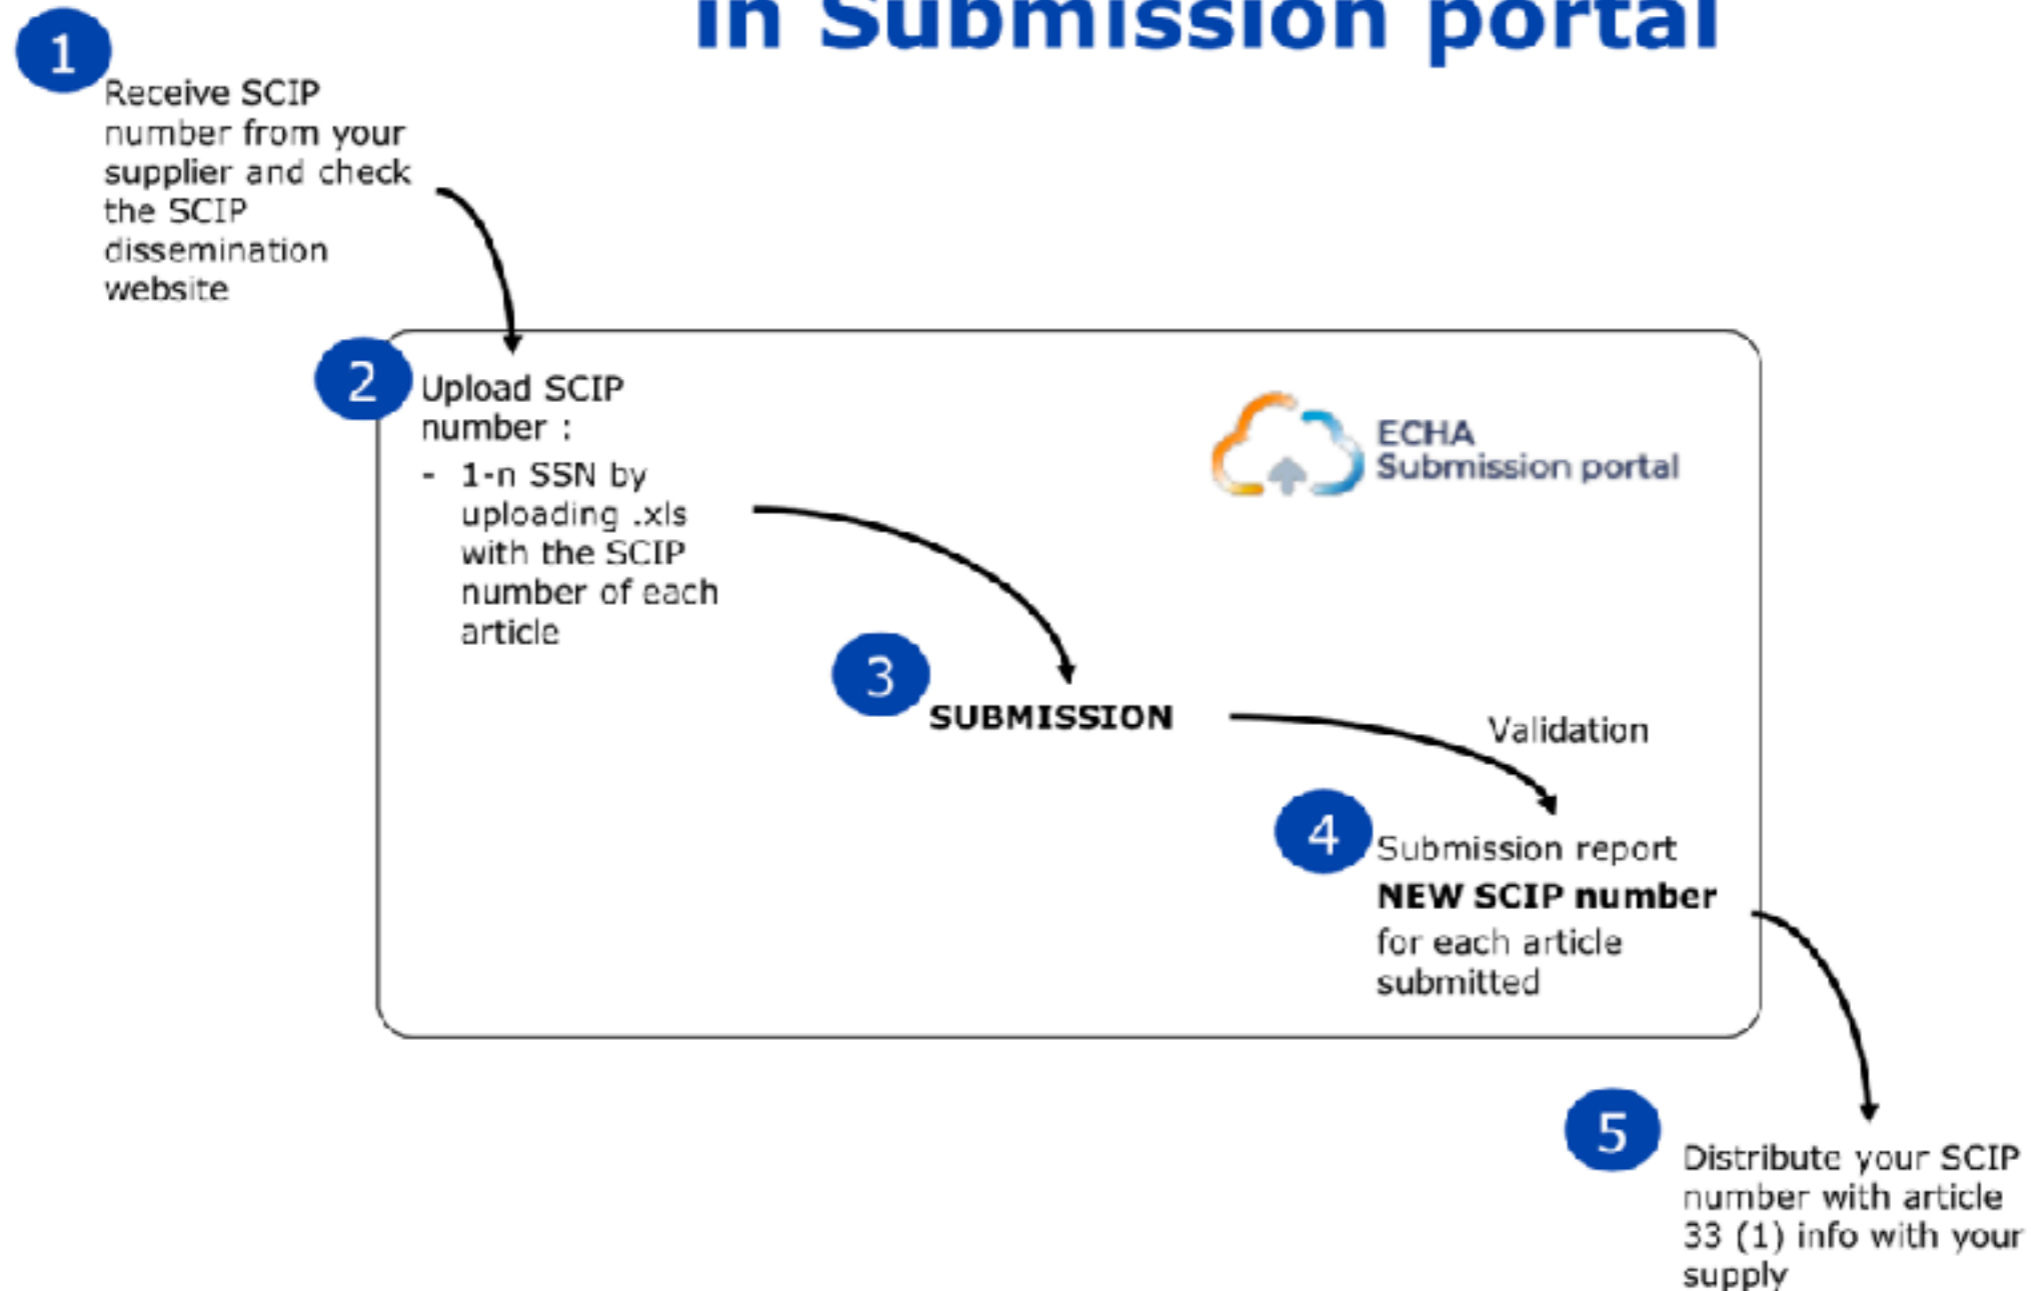 in Submission portal
1
Receive SCIP
number from your
supplier and check
the SCIP
dissemination
website
2
Upload SCIP
number :
- 1-n SSN by
uploading .xls
with the SCIP
number of each
article
ECHA
Submission portal
3
SUBMISSION
Validation
4
Submission report
NEW SCIP number
for each article
submitted
5
Distribute your SCIP
number with article
33 (1) info with your
supply